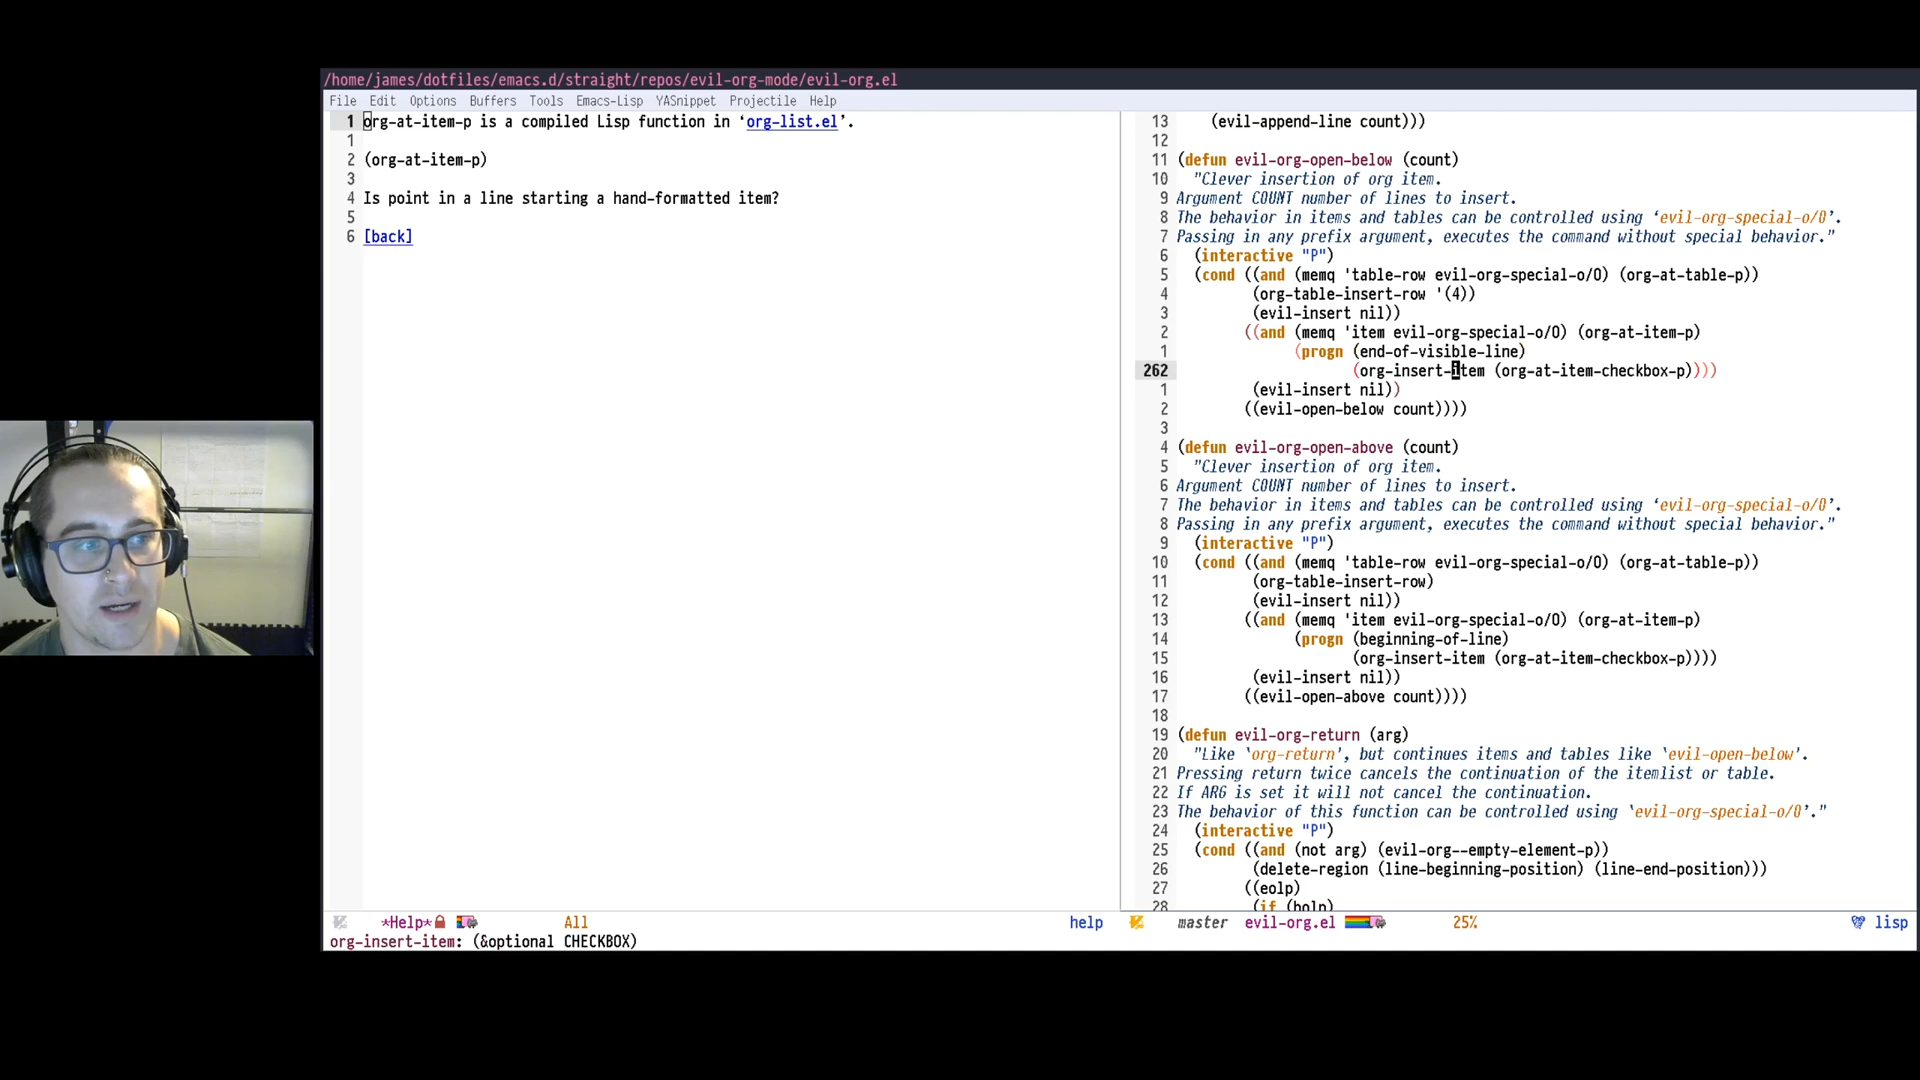 /home/james/dotfiles/emacs.d/straight/repos/evil-org-mode/evil-org.el
File Edit Options Buffers Tools Emacs-Lisp YASnippet Projectile Help
1 org-at-item-p is a compiled Lisp function in ‘org-list.el’.
1
2 (org-at-item-p)
3
4 Is point in a line starting a hand-formatted item?
5
6 [back]
13 (evil-append-line count)))
12
11 (defun evil-org-open-below (count)
10 "Clever insertion of org item.
9 Argument COUNT number of lines to insert.
8 The behavior in items and tables can be controlled using ‘evil-org-special-o/O’.
7 Passing in any prefix argument, executes the command without special behavior."
6 (interactive "P")
5 (cond ((and (memq 'table-row evil-org-special-o/O) (org-at-table-p))
4 (org-table-insert-row '(4))
3 (evil-insert nil))
2 ((and (memq 'item evil-org-special-o/O) (org-at-item-p)
1 (progn (end-of-visible-line)
262 (org-insert-item (org-at-item-checkbox-p))))
1 (evil-insert nil))
2 ((evil-open-below count))))
3
4 (defun evil-org-open-above (count)
5 "Clever insertion of org item.
6 Argument COUNT number of lines to insert.
7 The behavior in items and tables can be controlled using ‘evil-org-special-o/O’.
8 Passing in any prefix argument, executes the command without special behavior."
9 (interactive "P")
10 (cond ((and (memq 'table-row evil-org-special-o/O) (org-at-table-p))
11 (org-table-insert-row)
12 (evil-insert nil))
13 ((and (memq 'item evil-org-special-o/O) (org-at-item-p)
14 (progn (beginning-of-line)
15 (org-insert-item (org-at-item-checkbox-p))))
16 (evil-insert nil))
17 ((evil-open-above count))))
18
19 (defun evil-org-return (arg)
20 "Like ‘org-return’, but continues items and tables like ‘evil-open-below’.
21 Pressing return twice cancels the continuation of the itemlist or table.
22 If ARG is set it will not cancel the continuation.
23 The behavior of this function can be controlled using ‘evil-org-special-o/O’."
24 (interactive "P")
25 (cond ((and (not arg) (evil-org--empty-element-p))
26 (delete-region (line-beginning-position) (line-end-position)))
27 ((eolp)
28 (if (bolp)
*Help* All help
master evil-org.el 25% lisp
org-insert-item: (&optional CHECKBOX)